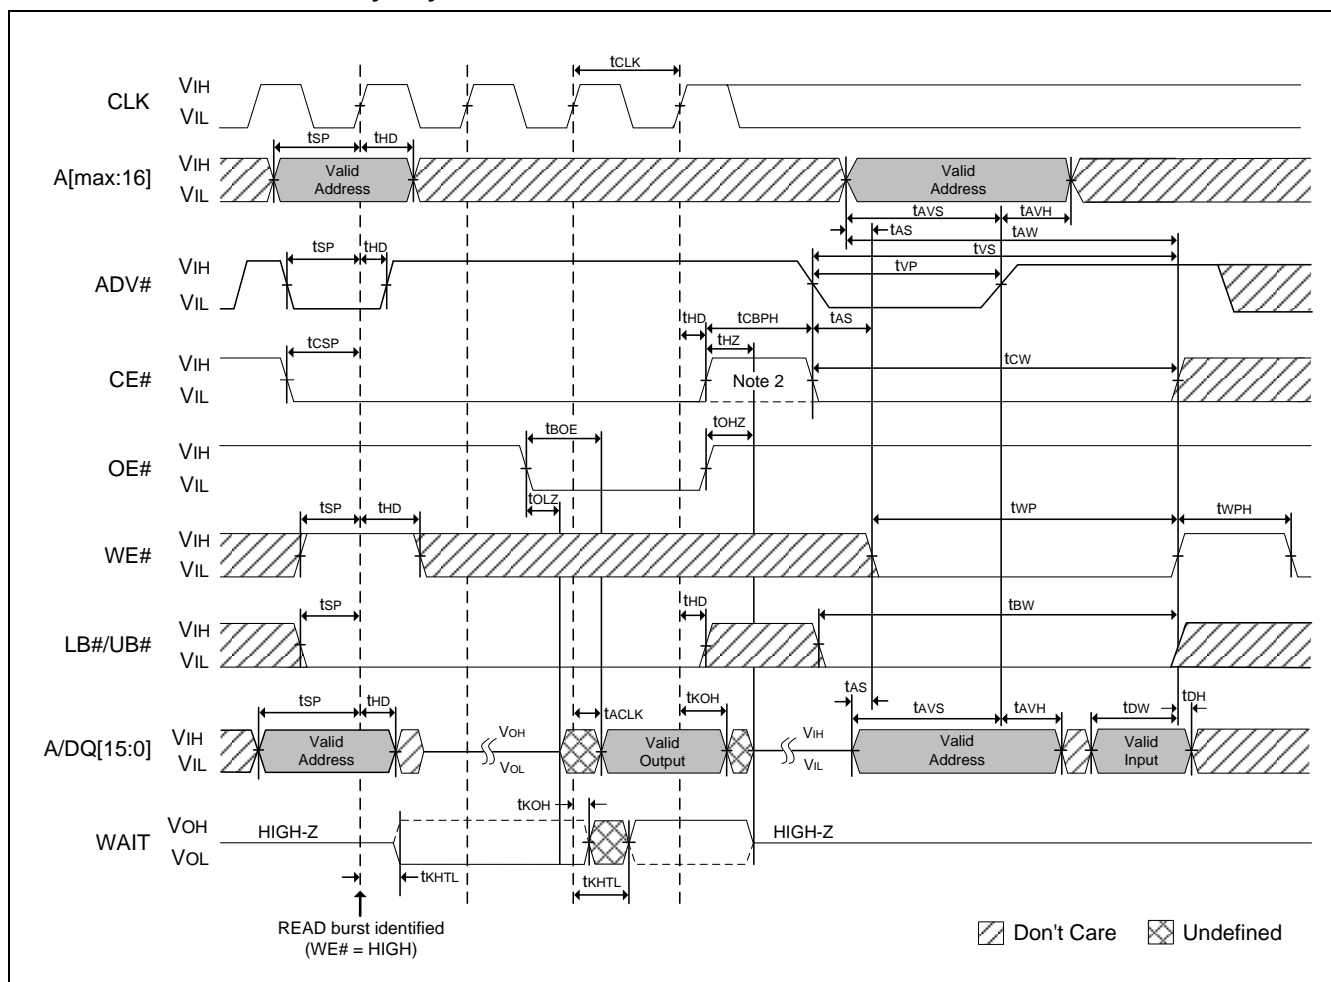 tCLK
CLK
VIH
VIL
tSP
tHD
A[max:16]
VIH
VIL
Valid
Address
Valid
Address
tAVS
tAVH
tAS
tAW
tSP
tHD
tVS
ADV#
VIH
VIL
tVP
tHD
tCBPH
tAS
tCSP
tHZ
CE#
VIH
VIL
Note 2
tCW
tBOE
tOHZ
OE#
VIH
VIL
tOLZ
tSP
tHD
tWP
tWPH
WE#
VIH
VIL
tSP
tHD
tBW
LB#/UB#
VIH
VIL
tSP
tHD
tACLK
tKOH
tAS
tAVS
tAVH
tDW
tDH
A/DQ[15:0]
VIH
VIL
Valid
Address
VOH
VOL
Valid
Output
VIH
VIL
Valid
Address
Valid
Input
tKOH
WAIT
VOH
VOL
HIGH-Z
HIGH-Z
tKHTL
tKHTL
READ burst identified
(WE# = HIGH)
Don't Care
Undefined